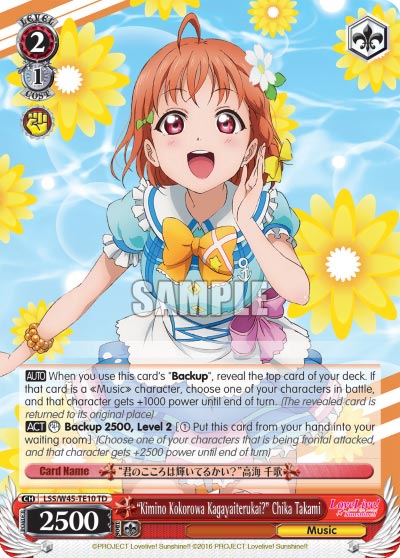 LEVEL
2
1
COST
SAMPLE
AUTO When you use this card's "Backup", reveal the top card of your deck. If
that card is a «Music» character, choose one of your characters in battle,
and that character gets +1000 power until end of turn. (The revealed card
is returned to its original place)
ACT Backup 2500, Level 2 [① Put this card from your hand into your
waiting room] (Choose one of your characters that is being frontal attacked,
and that character gets +2500 power until end of turn)
Card Name "君のこころは輝いてるかい?"高海 千歌
CH LSS/W45-TE10 TD
"Kimino Kokorowa Kagayaiterukai?" Chika Takami
LoveLive!
Sunshine!!
POWER 2500 SOUL
Music
©PROJECT Lovelive! Sunshine!! ©2016 PROJECT Lovelive! Sunshine!!